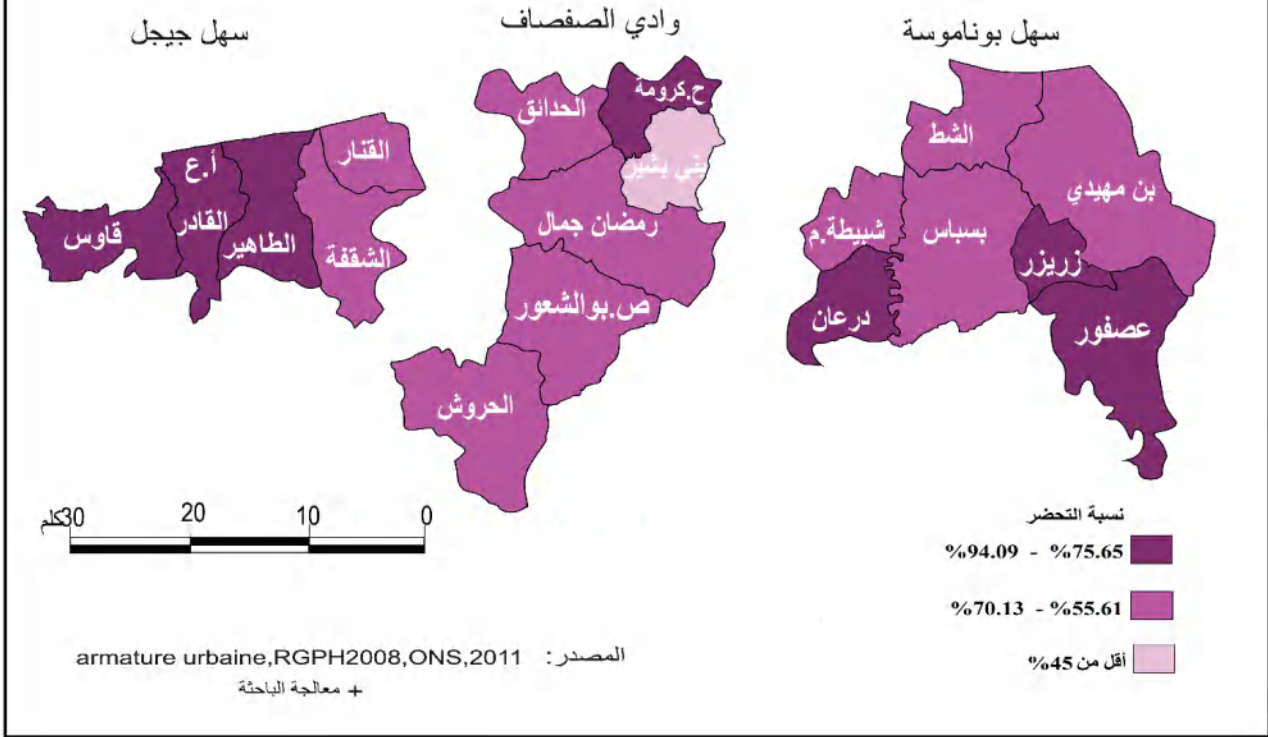 سهل بوناموسة
وادي الصفصاف
سهل جيجل
الشط
بن مهيدي
شبيطة.م
بسباس
زريزر
درعان
عصفور
ح.كرومة
الحدائق
بني بشير
رمضان جمال
ص.بوالشعور
الحروش
القنار
أ.ع
القادر
الطاهير
قاوس
الشقفة
0 10 20 30كلم
نسبة التحضر
%75.65 - %94.09
%55.61 - %70.13
أقل من 45%
المصدر: armature urbaine,RGPH2008,ONS,2011
+ معالجة الباحثة